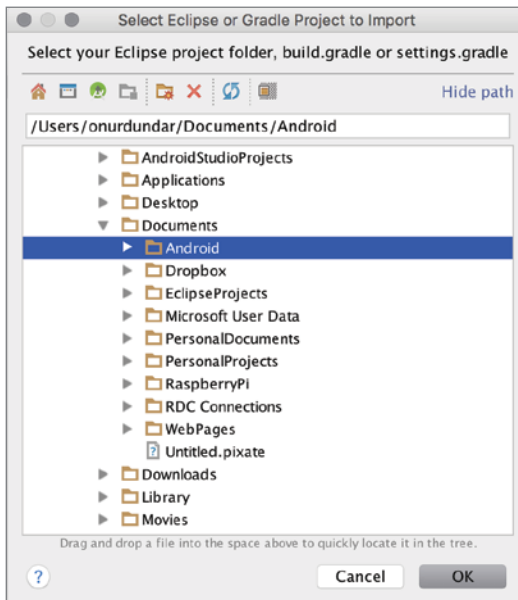 Select Eclipse or Gradle Project to Import
Select your Eclipse project folder, build.gradle or settings.gradle
Hide path
/Users/onurdundar/Documents/Android
AndroidStudioProjects
Applications
Desktop
Documents
Android
Dropbox
EclipseProjects
Microsoft User Data
PersonalDocuments
PersonalProjects
RaspberryPi
RDC Connections
WebPages
Untitled.pixate
Downloads
Library
Movies
Drag and drop a file into the space above to quickly locate it in the tree.
? Cancel OK